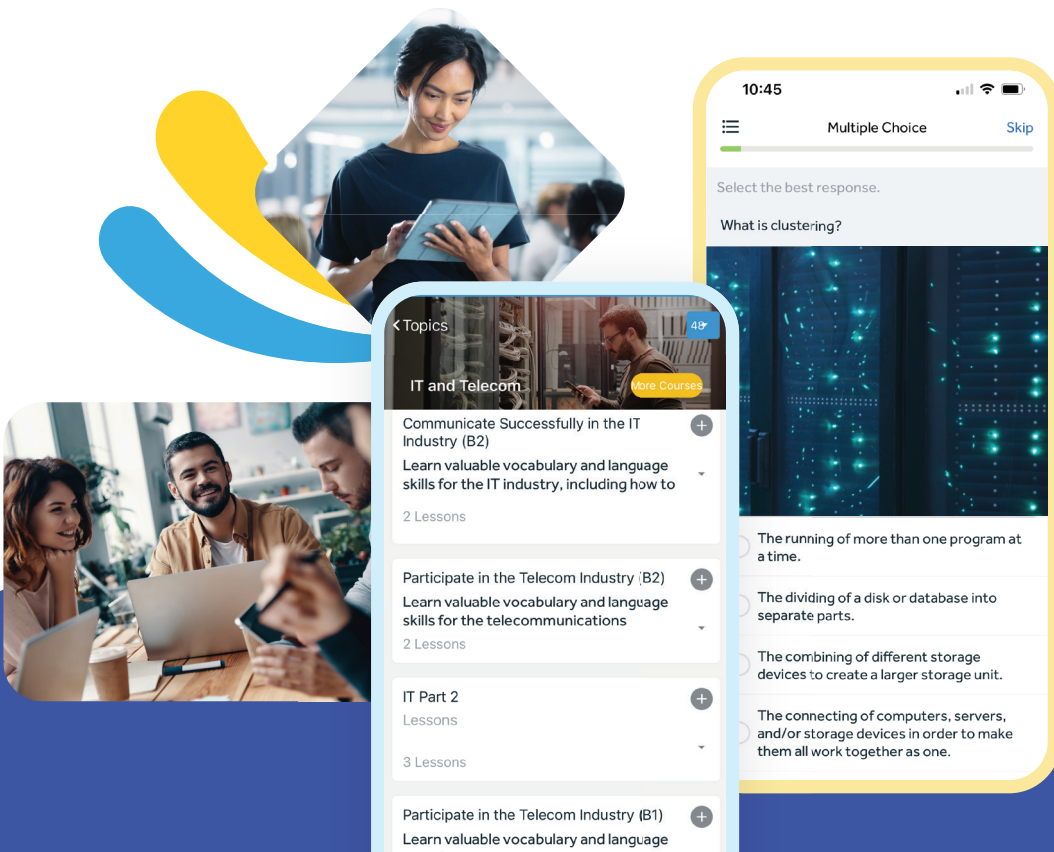 10:45
Multiple Choice
Skip
Select the best response.
What is clustering?
The running of more than one program at
a time.
The dividing of a disk or database into
separate parts.
The combining of different storage
devices to create a larger storage unit.
The connecting of computers, servers,
and/or storage devices in order to make
them all work together as one.
Topics
48
IT and Telecom
More Courses
Communicate Successfully in the IT
Industry (B2)
Learn valuable vocabulary and language
skills for the IT industry, including how to
2 Lessons
Participate in the Telecom Industry (B2)
Learn valuable vocabulary and language
skills for the telecommunications
2 Lessons
IT Part 2
Lessons
3 Lessons
Participate in the Telecom Industry (B1)
Learn valuable vocabulary and language